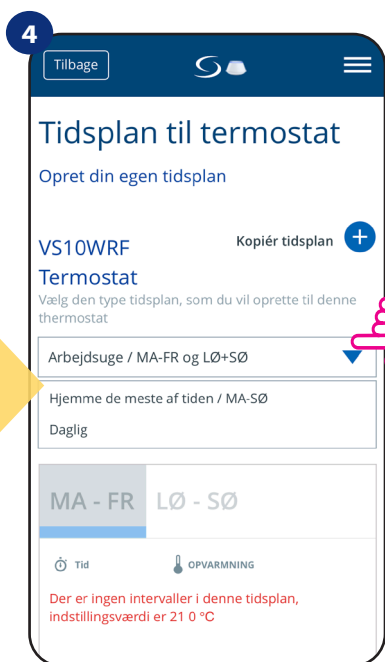 4
Tilbage
Tidsplan til termostat
Opret din egen tidsplan
VS10WRF
Termostat
Kopiér tidsplan
Vælg den type tidsplan, som du vil oprette til denne
thermostat
Arbejdsuge / MA-FR og LØ+SØ
Hjemme de meste af tiden / MA-SØ
Daglig
MA - FR LØ - SØ
Tid OPVARMNING
Der er ingen intervaller i denne tidsplan,
indstillingsværdi er 21 0 °C